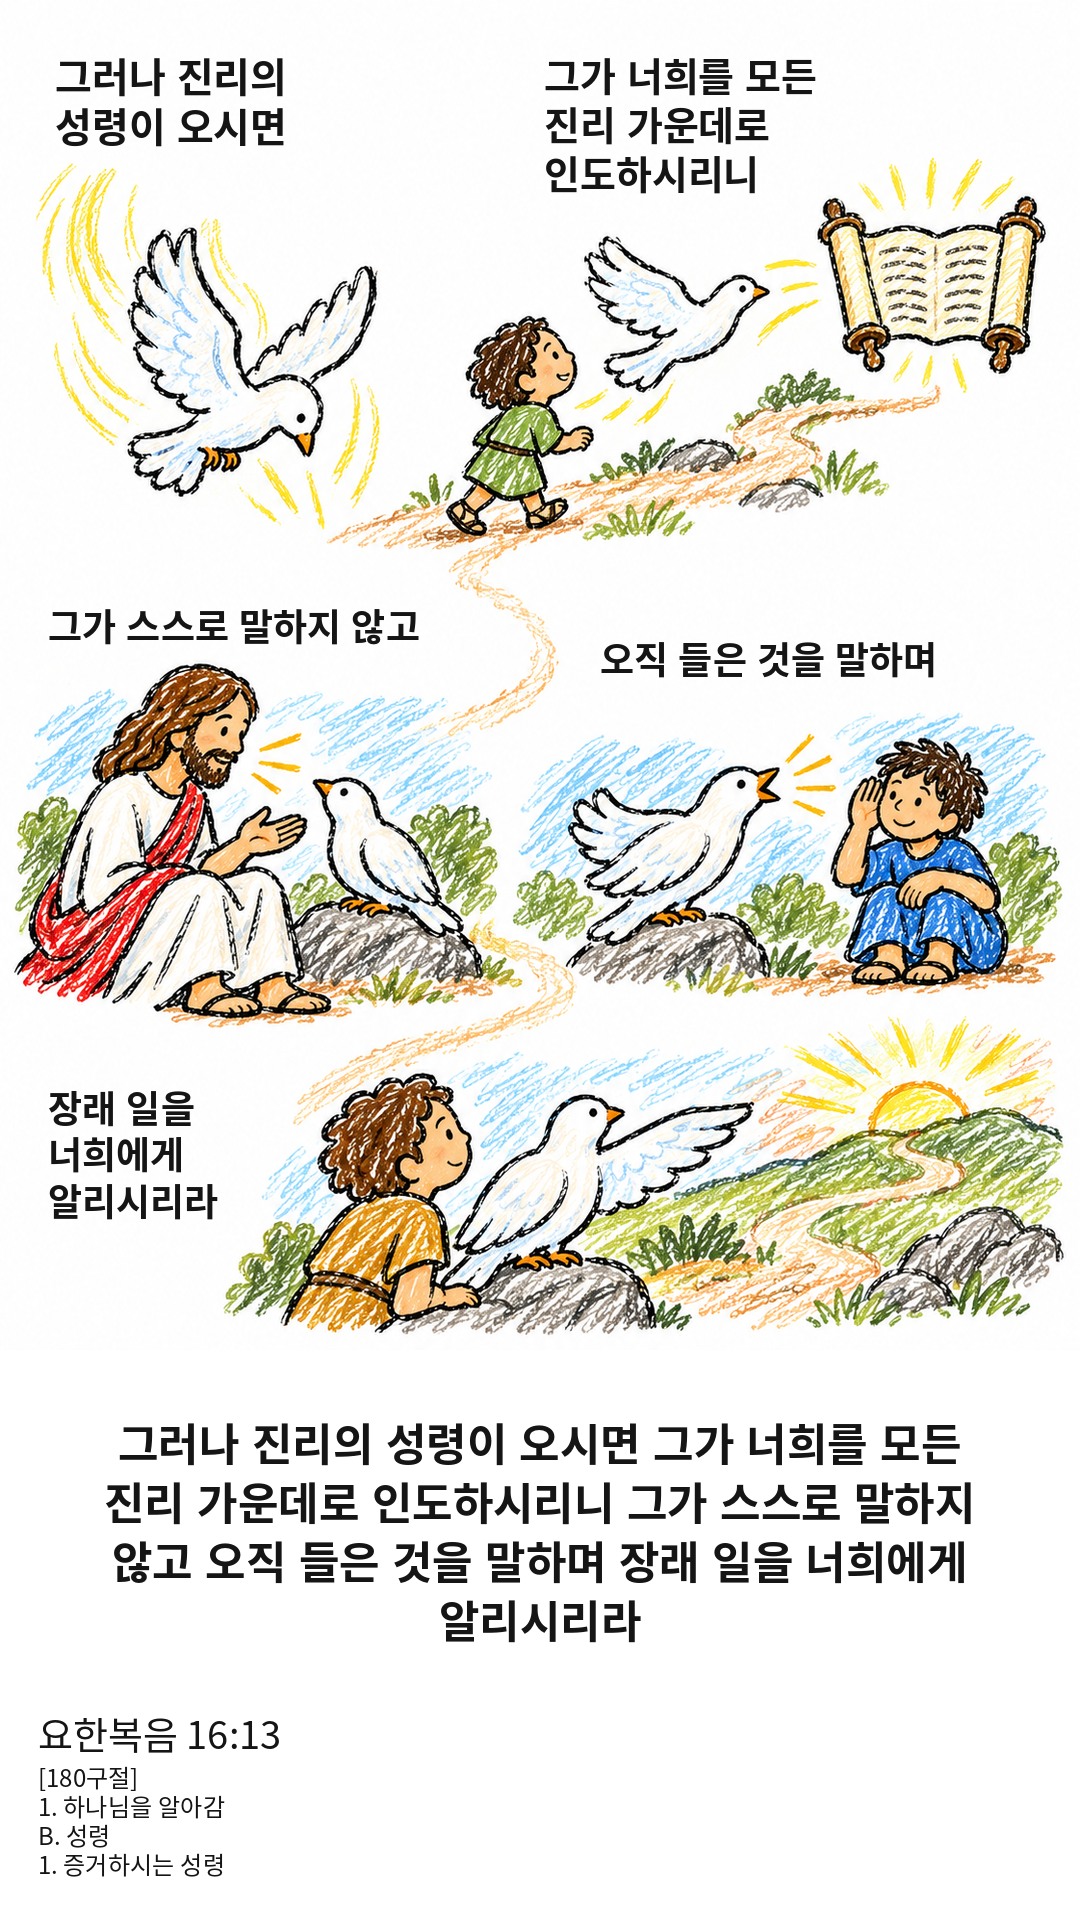 그러나 진리의
성령이 오시면
그가 너희를 모든
진리 가운데로
인도하시리니
그가 스스로 말하지 않고
오직 들은 것을 말하며
장래 일을
너희에게
알리시리라
그러나 진리의 성령이 오시면 그가 너희를 모든
진리 가운데로 인도하시리니 그가 스스로 말하지
않고 오직 들은 것을 말하며 장래 일을 너희에게
알리시리라
요한복음 16:13
[180구절]
1. 하나님을 알아감
B. 성령
1. 증거하시는 성령